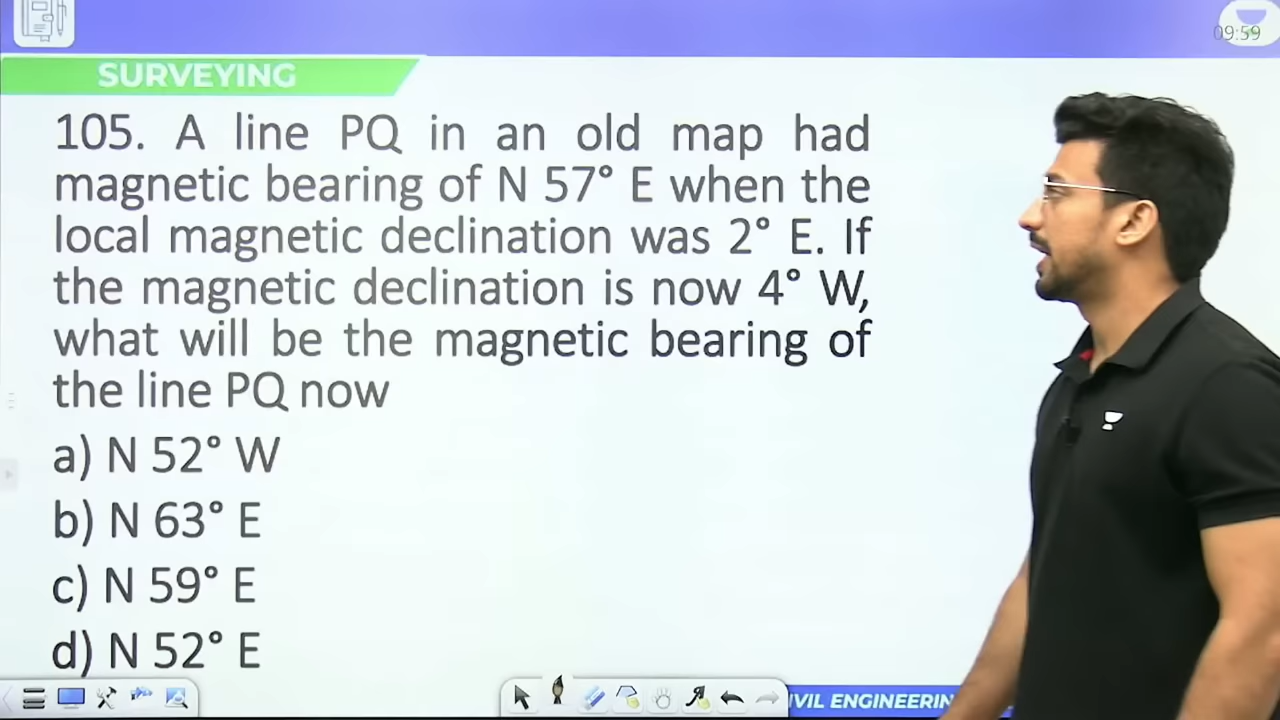 09:59
SURVEYING
105. A line PQ in an old map had
magnetic bearing of N 57° E when the
local magnetic declination was 2° E. If
the magnetic declination is now 4° W,
what will be the magnetic bearing of
the line PQ now
a) N 52° W
b) N 63° E
c) N 59° E
d) N 52° E
IVIL ENGINEERIN